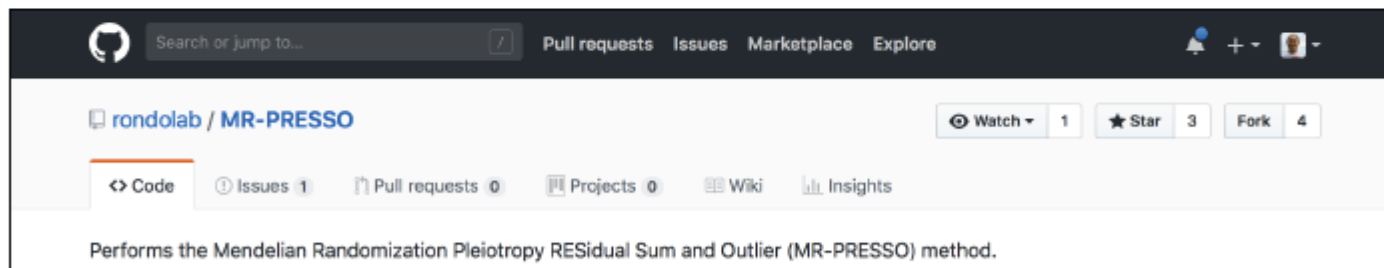 Search or jump to... / Pull requests Issues Marketplace Explore
rondolab / MR-PRESSO Watch 1 Star 3 Fork 4
<> Code Issues 1 Pull requests 0 Projects 0 Wiki Insights
Performs the Mendelian Randomization Pleiotropy RESidual Sum and Outlier (MR-PRESSO) method.